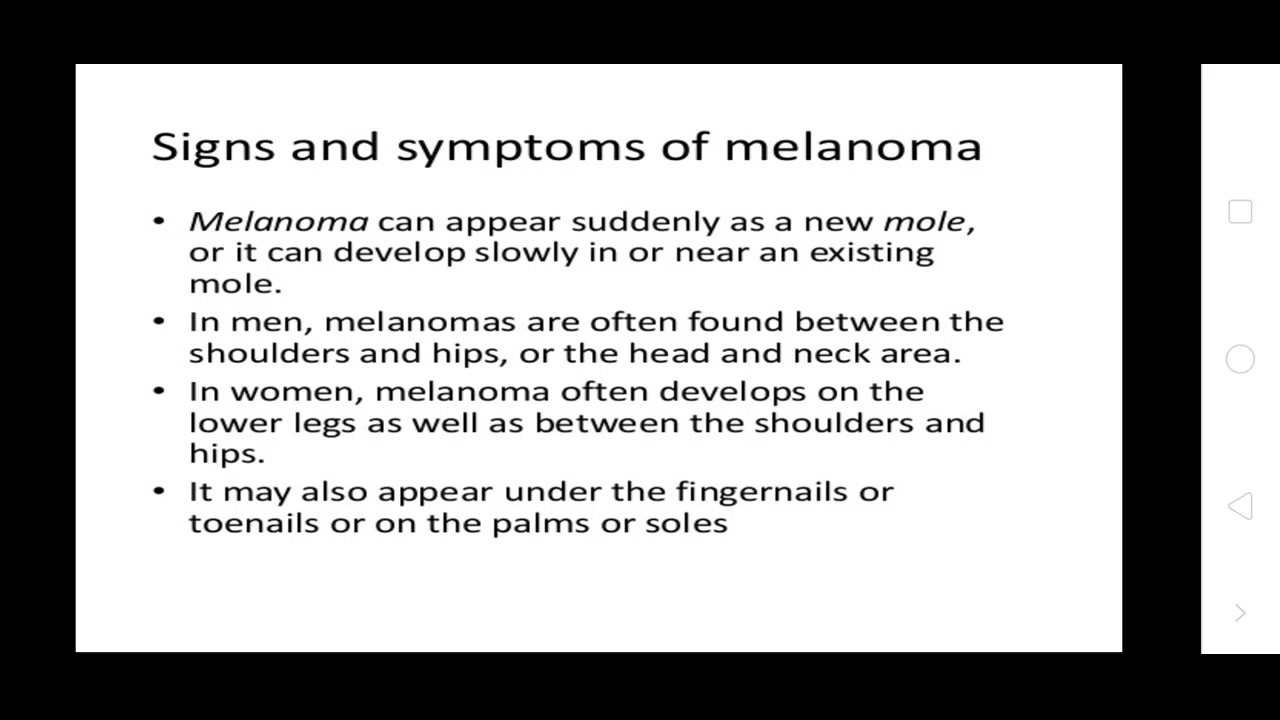 Signs and symptoms of melanoma
• Melanoma can appear suddenly as a new mole,
or it can develop slowly in or near an existing
mole.
• In men, melanomas are often found between the
shoulders and hips, or the head and neck area.
• In women, melanoma often develops on the
lower legs as well as between the shoulders and
hips.
• It may also appear under the fingernails or
toenails or on the palms or soles